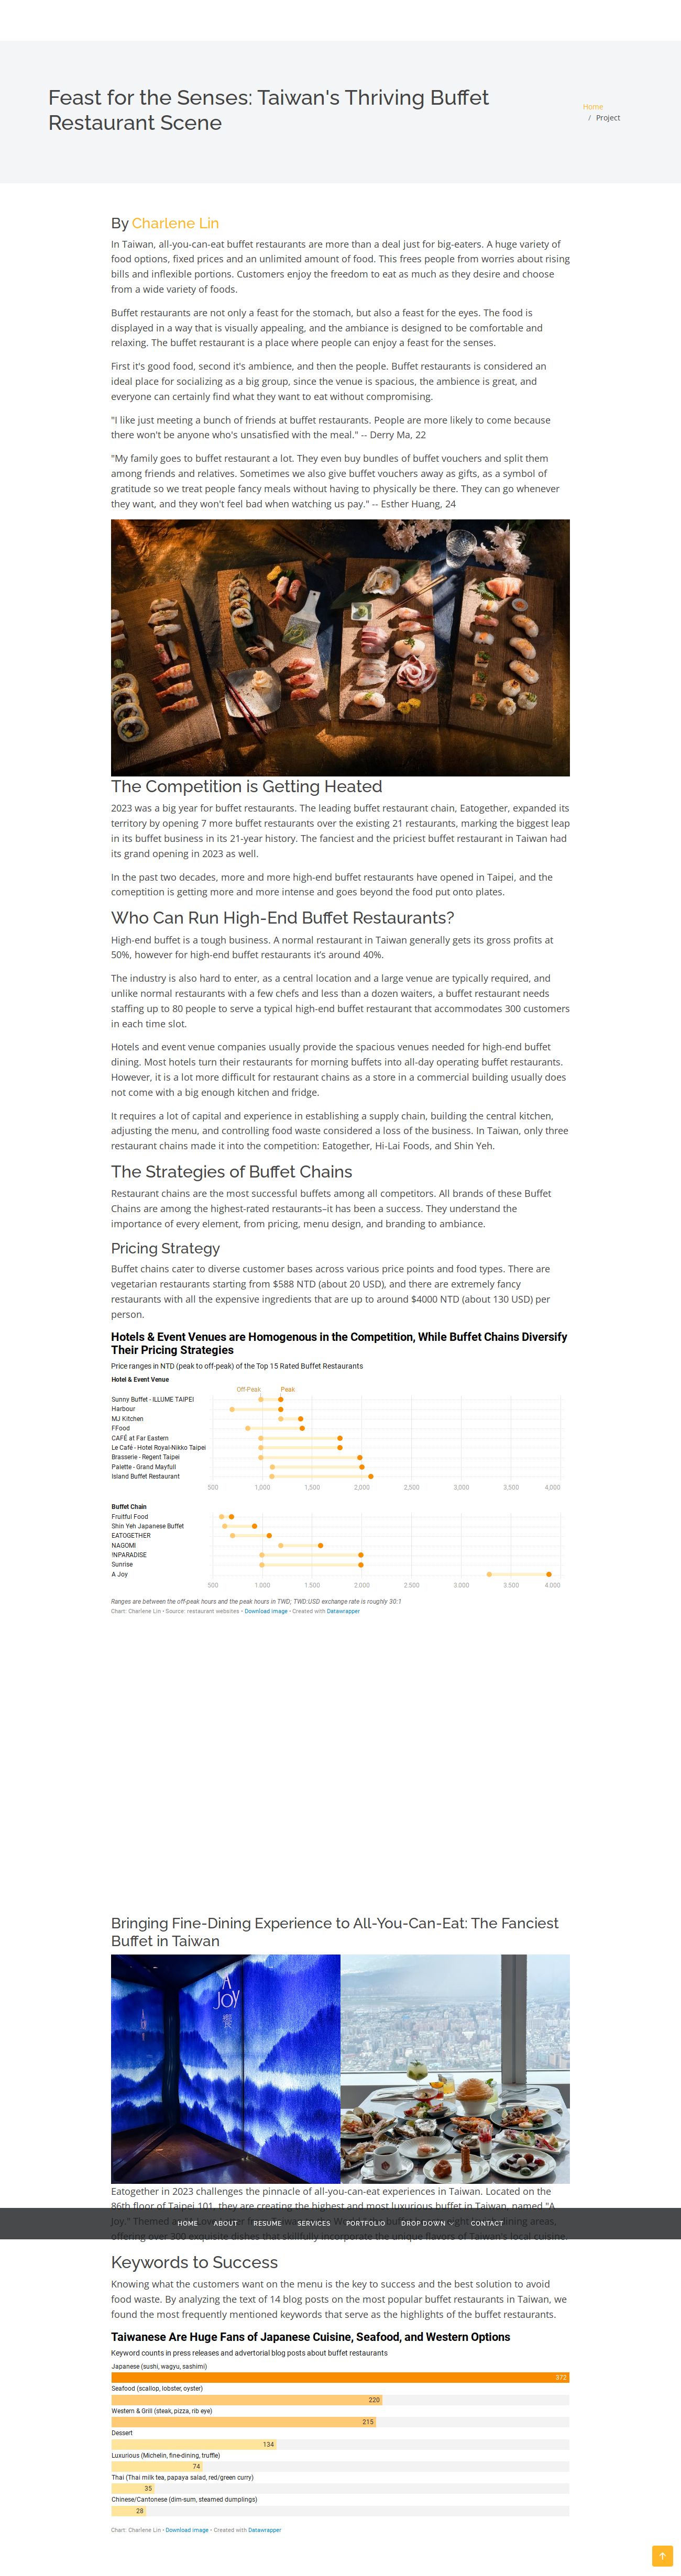 Feast for the Senses: Taiwan's Thriving Buffet
Restaurant Scene
Home
/ Project
By Charlene Lin
In Taiwan, all-you-can-eat buffet restaurants are more than a deal just for big-eaters. A huge variety of
food options, fixed prices and an unlimited amount of food. This frees people from worries about rising
bills and inflexible portions. Customers enjoy the freedom to eat as much as they desire and choose
from a wide variety of foods.
Buffet restaurants are not only a feast for the stomach, but also a feast for the eyes. The food is
displayed in a way that is visually appealing, and the ambiance is designed to be comfortable and
relaxing. The buffet restaurant is a place where people can enjoy a feast for the senses.
First it's good food, second it's ambience, and then the people. Buffet restaurants is considered an
ideal place for socializing as a big group, since the venue is spacious, the ambience is great, and
everyone can certainly find what they want to eat without compromising.
"I like just meeting a bunch of friends at buffet restaurants. People are more likely to come because
there won't be anyone who's unsatisfied with the meal." -- Derry Ma, 22
"My family goes to buffet restaurant a lot. They even buy bundles of buffet vouchers and split them
among friends and relatives. Sometimes we also give buffet vouchers away as gifts, as a symbol of
gratitude so we treat people fancy meals without having to physically be there. They can go whenever
they want, and they won't feel bad when watching us pay." -- Esther Huang, 24
The Competition is Getting Heated
2023 was a big year for buffet restaurants. The leading buffet restaurant chain, Eatogether, expanded its
territory by opening 7 more buffet restaurants over the existing 21 restaurants, marking the biggest leap
in its buffet business in its 21-year history. The fanciest and the priciest buffet restaurant in Taiwan had
its grand opening in 2023 as well.
In the past two decades, more and more high-end buffet restaurants have opened in Taipei, and the
comeptition is getting more and more intense and goes beyond the food put onto plates.
Who Can Run High-End Buffet Restaurants?
High-end buffet is a tough business. A normal restaurant in Taiwan generally gets its gross profits at
50%, however for high-end buffet restaurants it’s around 40%.
The industry is also hard to enter, as a central location and a large venue are typically required, and
unlike normal restaurants with a few chefs and less than a dozen waiters, a buffet restaurant needs
staffing up to 80 people to serve a typical high-end buffet restaurant that accommodates 300 customers
in each time slot.
Hotels and event venue companies usually provide the spacious venues needed for high-end buffet
dining. Most hotels turn their restaurants for morning buffets into all-day operating buffet restaurants.
However, it is a lot more difficult for restaurant chains as a store in a commercial building usually does
not come with a big enough kitchen and fridge.
It requires a lot of capital and experience in establishing a supply chain, building the central kitchen,
adjusting the menu, and controlling food waste considered a loss of the business. In Taiwan, only three
restaurant chains made it into the competition: Eatogether, Hi-Lai Foods, and Shin Yeh.
The Strategies of Buffet Chains
Restaurant chains are the most successful buffets among all competitors. All brands of these Buffet
Chains are among the highest-rated restaurants–it has been a success. They understand the
importance of every element, from pricing, menu design, and branding to ambiance.
Pricing Strategy
Buffet chains cater to diverse customer bases across various price points and food types. There are
vegetarian restaurants starting from $588 NTD (about 20 USD), and there are extremely fancy
restaurants with all the expensive ingredients that are up to around $4000 NTD (about 130 USD) per
person.
Hotels & Event Venues are Homogenous in the Competition, While Buffet Chains Diversify
Their Pricing Strategies
Price ranges in NTD (peak to off-peak) of the Top 15 Rated Buffet Restaurants
Hotel & Event Venue
Off-Peak Peak
Sunny Buffet - ILLUME TAIPEI
Harbour
MJ Kitchen
FFood
CAFÉ at Far Eastern
Le Café - Hotel Royal-Nikko Taipei
Brasserie - Regent Taipei
Palette - Grand Mayfull
Island Buffet Restaurant
500 1,000 1,500 2,000 2,500 3,000 3,500 4,000
Buffet Chain
Fruitful Food
Shin Yeh Japanese Buffet
EATOGETHER
NAGOMI
INPARADISE
Sunrise
A Joy
500 1,000 1,500 2,000 2,500 3,000 3,500 4,000
Ranges are between the off-peak hours and the peak hours in TWD; TWD:USD exchange rate is roughly 30:1
Chart: Charlene Lin • Source: restaurant websites • Download image • Created with Datawrapper
Bringing Fine-Dining Experience to All-You-Can-Eat: The Fanciest
Buffet in Taiwan
A
JOY
Eatogether in 2023 challenges the pinnacle of all-you-can-eat experiences in Taiwan. Located on the
86th floor of Taipei 101, they are creating the highest and most luxurious buffet in Taiwan, named "A
HOME ABOUT RESUME SERVICES PORTFOLIO DROP DOWN CONTACT
offering over 300 exquisite dishes that skillfully incorporate the unique flavors of Taiwan's local cuisine.
Keywords to Success
Knowing what the customers want on the menu is the key to success and the best solution to avoid
food waste. By analyzing the text of 14 blog posts on the most popular buffet restaurants in Taiwan, we
found the most frequently mentioned keywords that serve as the highlights of the buffet restaurants.
Taiwanese Are Huge Fans of Japanese Cuisine, Seafood, and Western Options
Keyword counts in press releases and advertorial blog posts about buffet restaurants
Japanese (sushi, wagyu, sashimi)
372
Seafood (scallop, lobster, oyster)
220
Western & Grill (steak, pizza, rib eye)
215
Dessert
134
Luxurious (Michelin, fine-dining, truffle)
74
Thai (Thai milk tea, papaya salad, red/green curry)
35
Chinese/Cantonese (dim-sum, steamed dumplings)
28
Chart: Charlene Lin • Download image • Created with Datawrapper